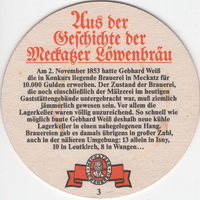 Aus der
Geschichte der
Meckatzer Löwenbräu
Am 2. November 1853 hatte Gebhard Weiß
die in Konkurs liegende Brauerei in Meckatz für
10.000 Gulden erworben. Der Zustand der Brauerei,
die noch einschließlich der Mälzerei im heutigen
Gaststättengebäude untergebracht war, muß ziemlich
jämmerlich gewesen sein. Vor allem die
Lagerkeller waren völlig unzureichend. So schnell wie
möglich baute Gebhard Weiß deshalb neue kühle
Lagerkeller in einen nahegelegenen Hang.
Brauereien gab es damals übrigens in großer Zahl,
auch in der näheren Umgebung: 13 allein in Isny,
10 in Leutkirch, 8 in Wangen...
3